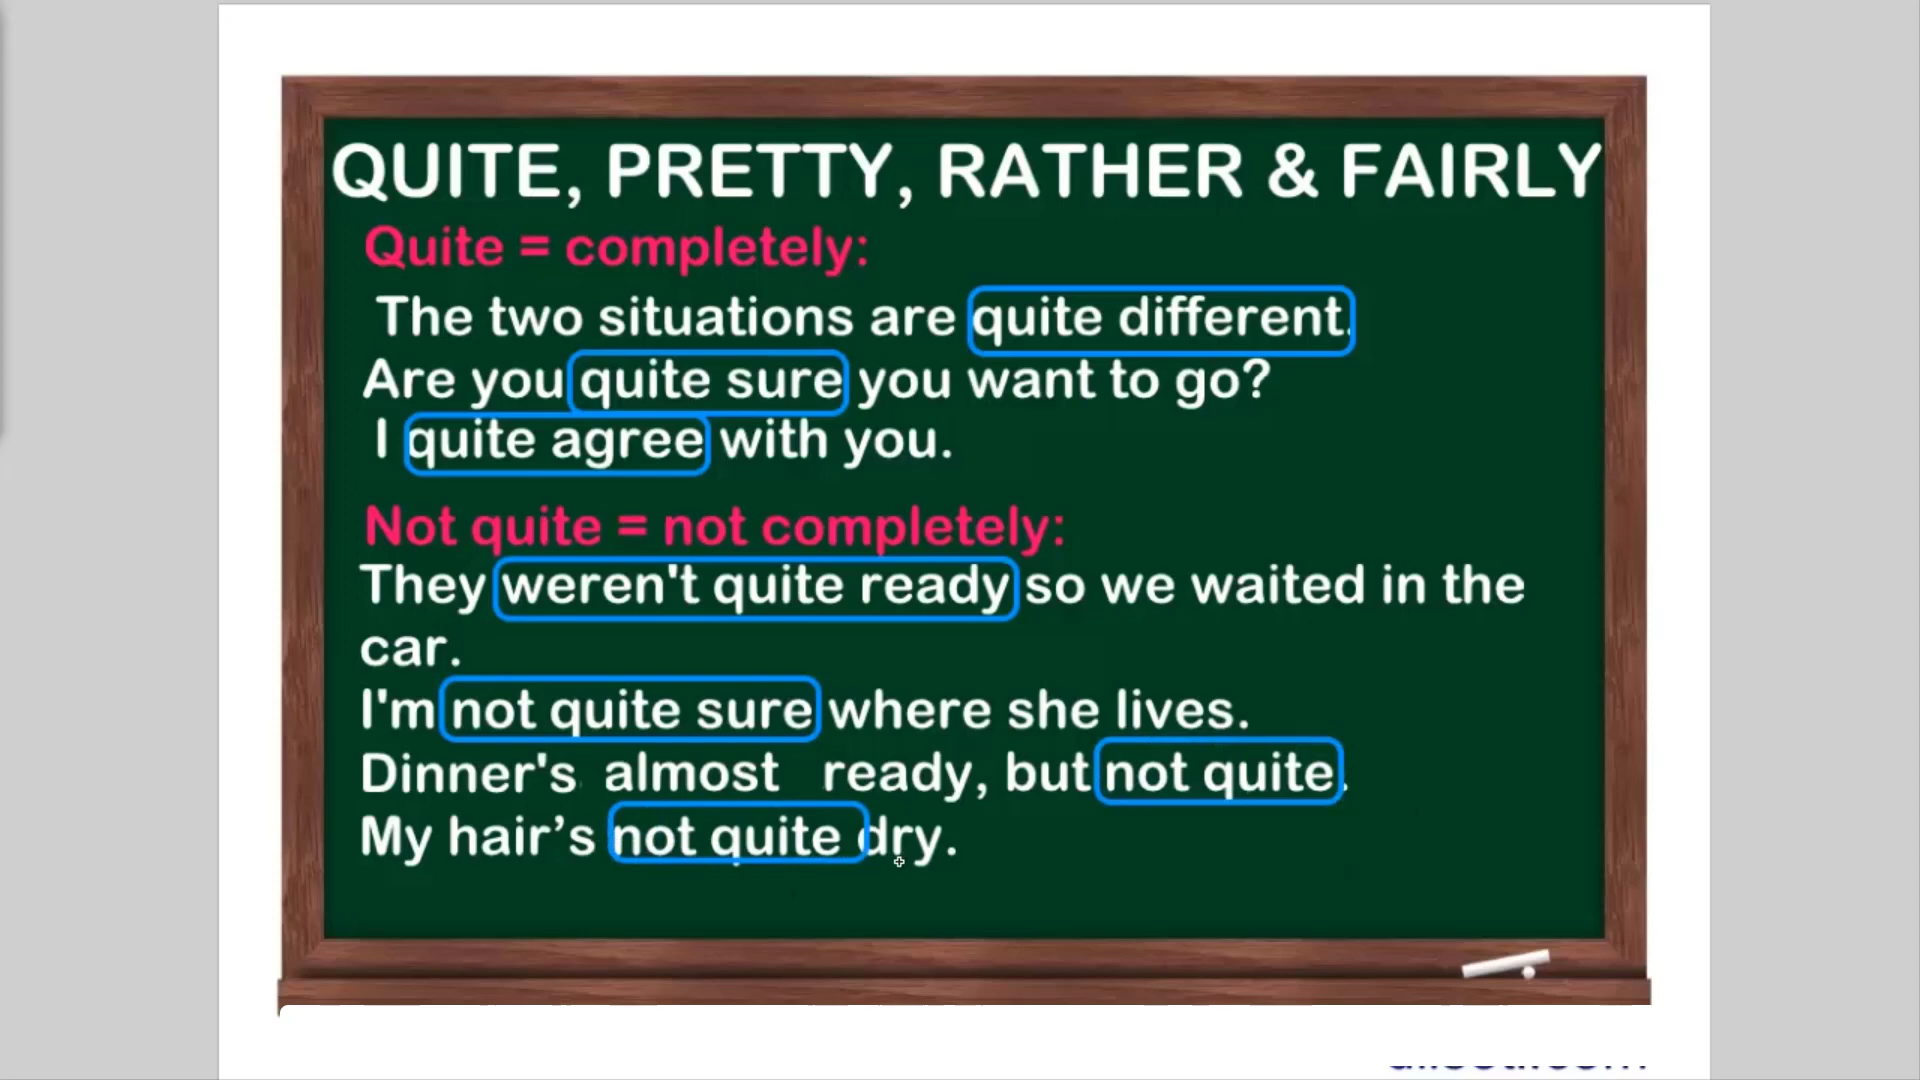 QUITE, PRETTY, RATHER & FAIRLY
Quite = completely:
The two situations are quite different.
Are you quite sure you want to go?
I quite agree with you.
Not quite = not completely:
They weren't quite ready so we waited in the
car.
I'm not quite sure where she lives.
Dinner's almost ready, but not quite.
My hair’s not quite dry.